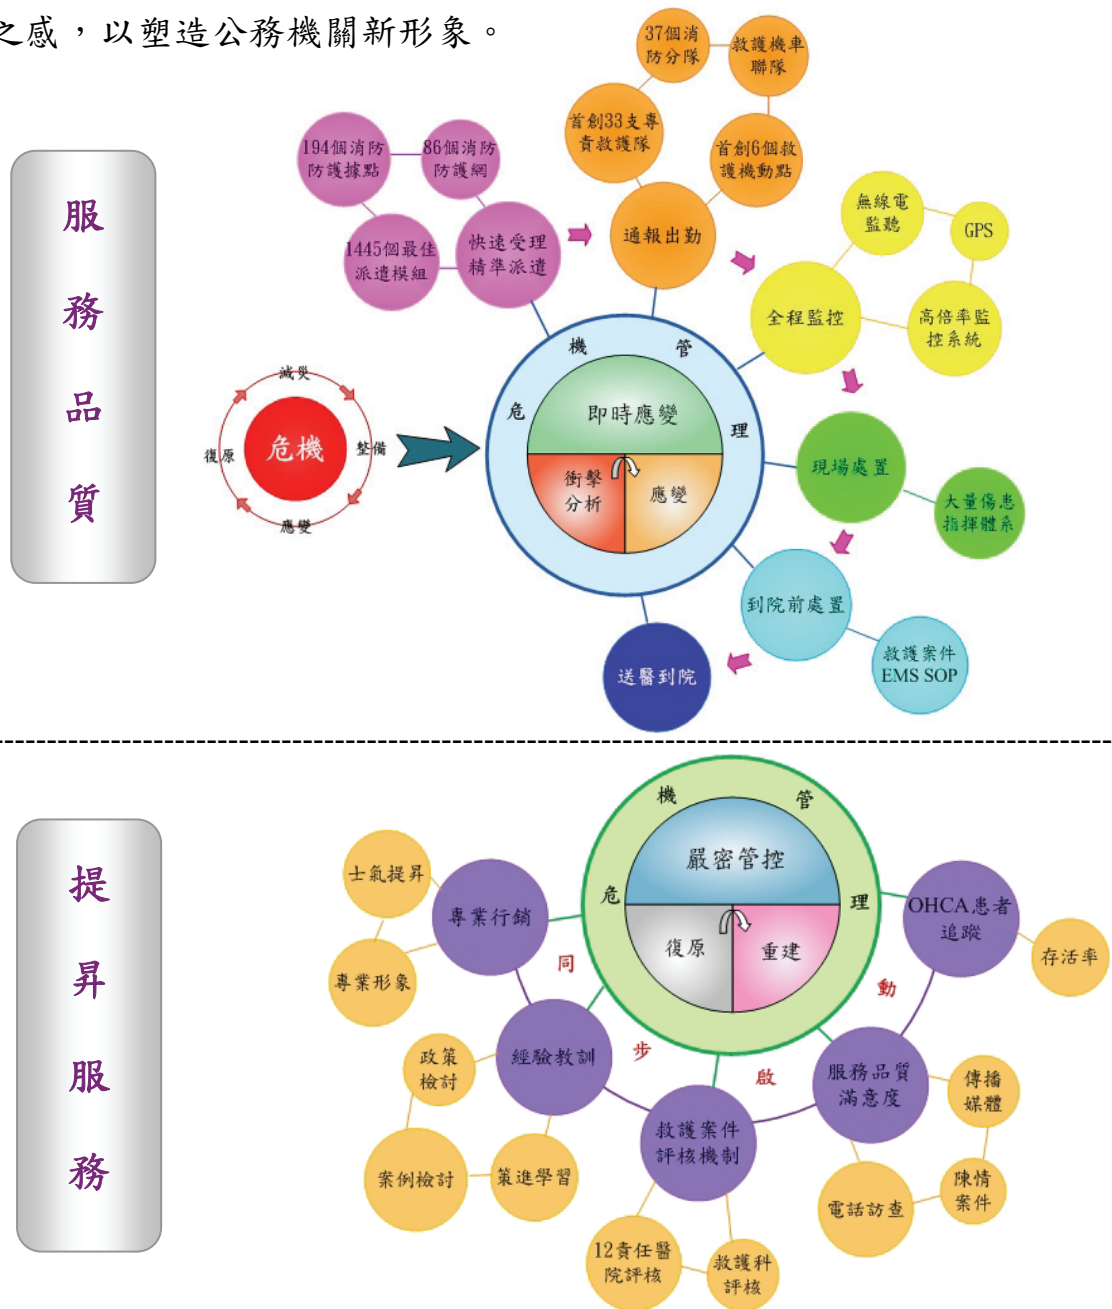 之感，以塑造公務機關新形象。
服
務
品
質
37個消
防分隊
救護機車
聯隊
首創33支專
責救護隊
首創6個救
護機動點
通報出勤
194個消防
防護據點
86個消防
防護網
1445個最佳
派遣模組
快速受理
精準派遣
無線電
監聽
GPS
全程監控
高倍率監
控系統
危
機
管
理
即時應變
衝擊
分析
應變
減災
整備
應變
復原
危機
現場處置
大量傷患
指揮體系
到院前處置
救護案件
EMS SOP
送醫到院
提
昇
服
務
危
機
管
理
嚴密管控
復原
重建
士氣提昇
專業行銷
專業形象
同
步
啟
動
OHCA患者
追蹤
存活率
政策
檢討
經驗教訓
案例檢討
策進學習
救護案件
評核機制
12責任醫
院評核
救護科
評核
服務品質
滿意度
傳播
媒體
陳情
案件
電話訪查